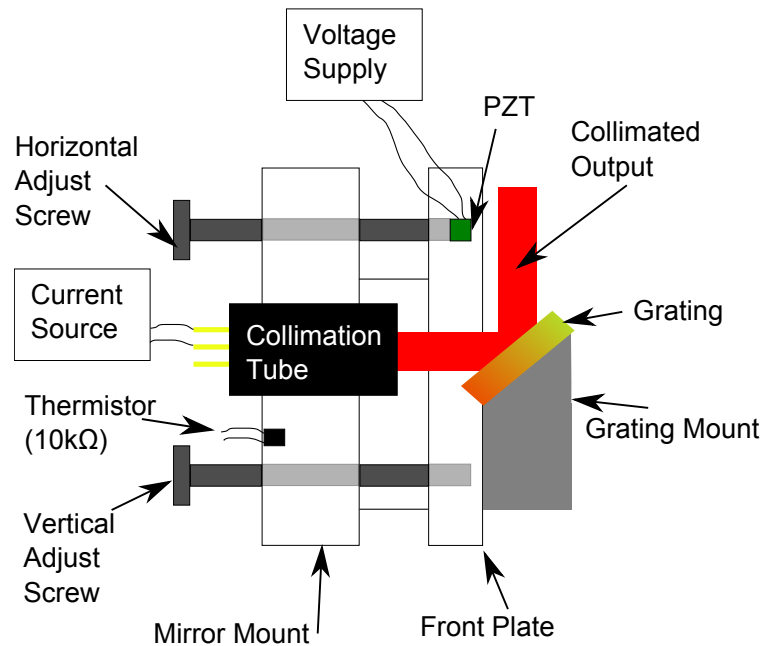 Voltage
Supply
PZT
Collimated
Output
Horizontal
Adjust
Screw
Current
Source
Collimation
Tube
Grating
Thermistor
(10kΩ)
Grating Mount
Vertical
Adjust
Screw
Mirror Mount
Front Plate